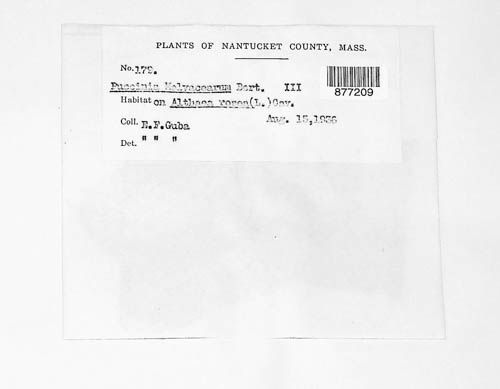 PLANTS OF NANTUCKET COUNTY, MASS.
No. 179.
Puccinia Malvacearum Bert. III
877209
Habitat on Althaea rosea (L.) Cav.
Coll. E.F.Guba Aug. 15, 1936
Det. " " "